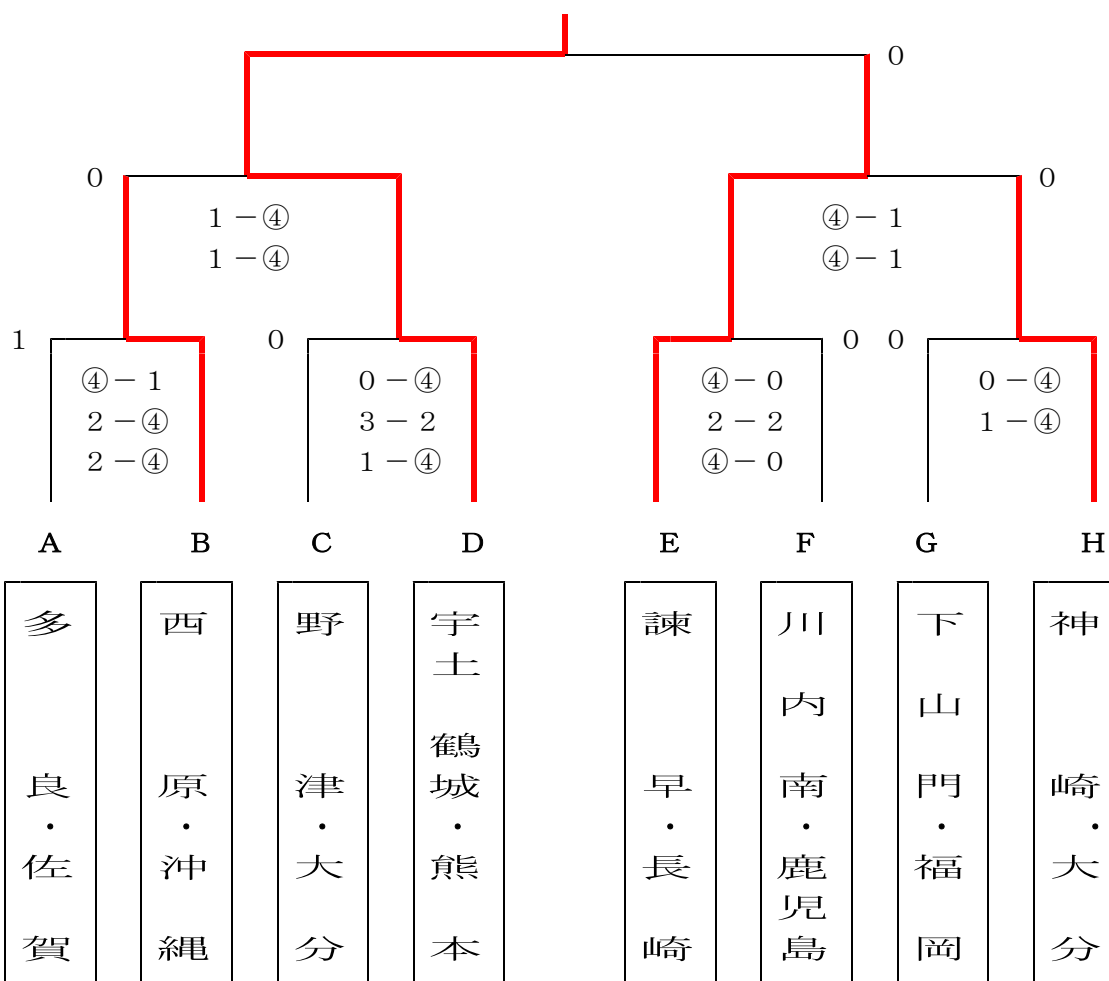 0
0
0
1－④
④－1
1－④
④－1
1
0
0
0
④－1
0－④
④－0
0－④
2－④
3－2
2－2
1－④
2－④
1－④
④－0
A
B
C
D
E
F
G
H
多良・佐賀
西原・沖縄
野津・大分
宇土鶴城・熊本
諫早・長崎
川内南・鹿児島
下山門・福岡
神崎・大分